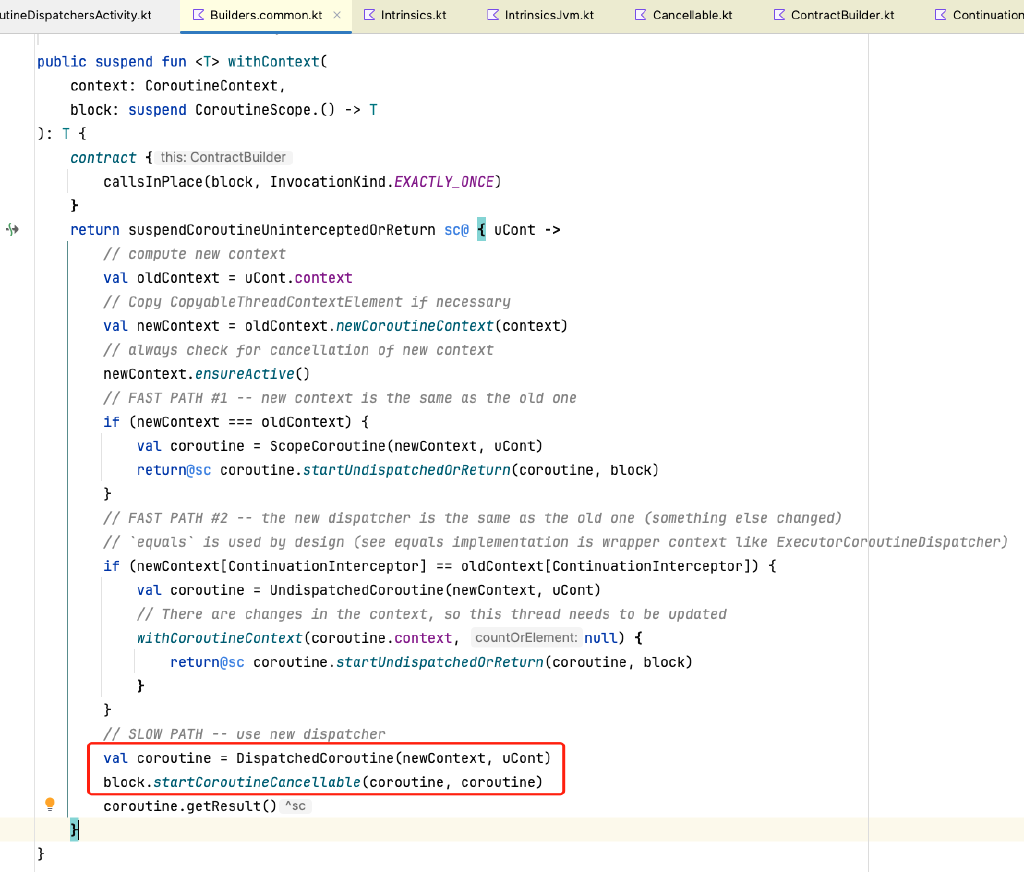 utineDispatchersActivity.kt Builders.common.kt Intrinsics.kt IntrinsicsJvm.kt Cancellable.kt ContractBuilder.kt Continuation
public suspend fun <T> withContext(
    context: CoroutineContext,
    block: suspend CoroutineScope.() -> T
): T {
    contract { this: ContractBuilder
        callsInPlace(block, InvocationKind.EXACTLY_ONCE)
    }
    return suspendCoroutineUninterceptedOrReturn sc@ { uCont ->
        // compute new context
        val oldContext = uCont.context
        // Copy CopyableThreadContextElement if necessary
        val newContext = oldContext.newCoroutineContext(context)
        // always check for cancellation of new context
        newContext.ensureActive()
        // FAST PATH #1 -- new context is the same as the old one
        if (newContext === oldContext) {
            val coroutine = ScopeCoroutine(newContext, uCont)
            return@sc coroutine.startUndispatchedOrReturn(coroutine, block)
        }
        // FAST PATH #2 -- the new dispatcher is the same as the old one (something else changed)
        // `equals` is used by design (see equals implementation is wrapper context like ExecutorCoroutineDispatcher)
        if (newContext[ContinuationInterceptor] == oldContext[ContinuationInterceptor]) {
            val coroutine = UndispatchedCoroutine(newContext, uCont)
            // There are changes in the context, so this thread needs to be updated
            withCoroutineContext(coroutine.context, countOrElement: null) {
                return@sc coroutine.startUndispatchedOrReturn(coroutine, block)
            }
        }
        // SLOW PATH -- use new dispatcher
        val coroutine = DispatchedCoroutine(newContext, uCont)
        block.startCoroutineCancellable(coroutine, coroutine)
        coroutine.getResult() ^sc
    }
}